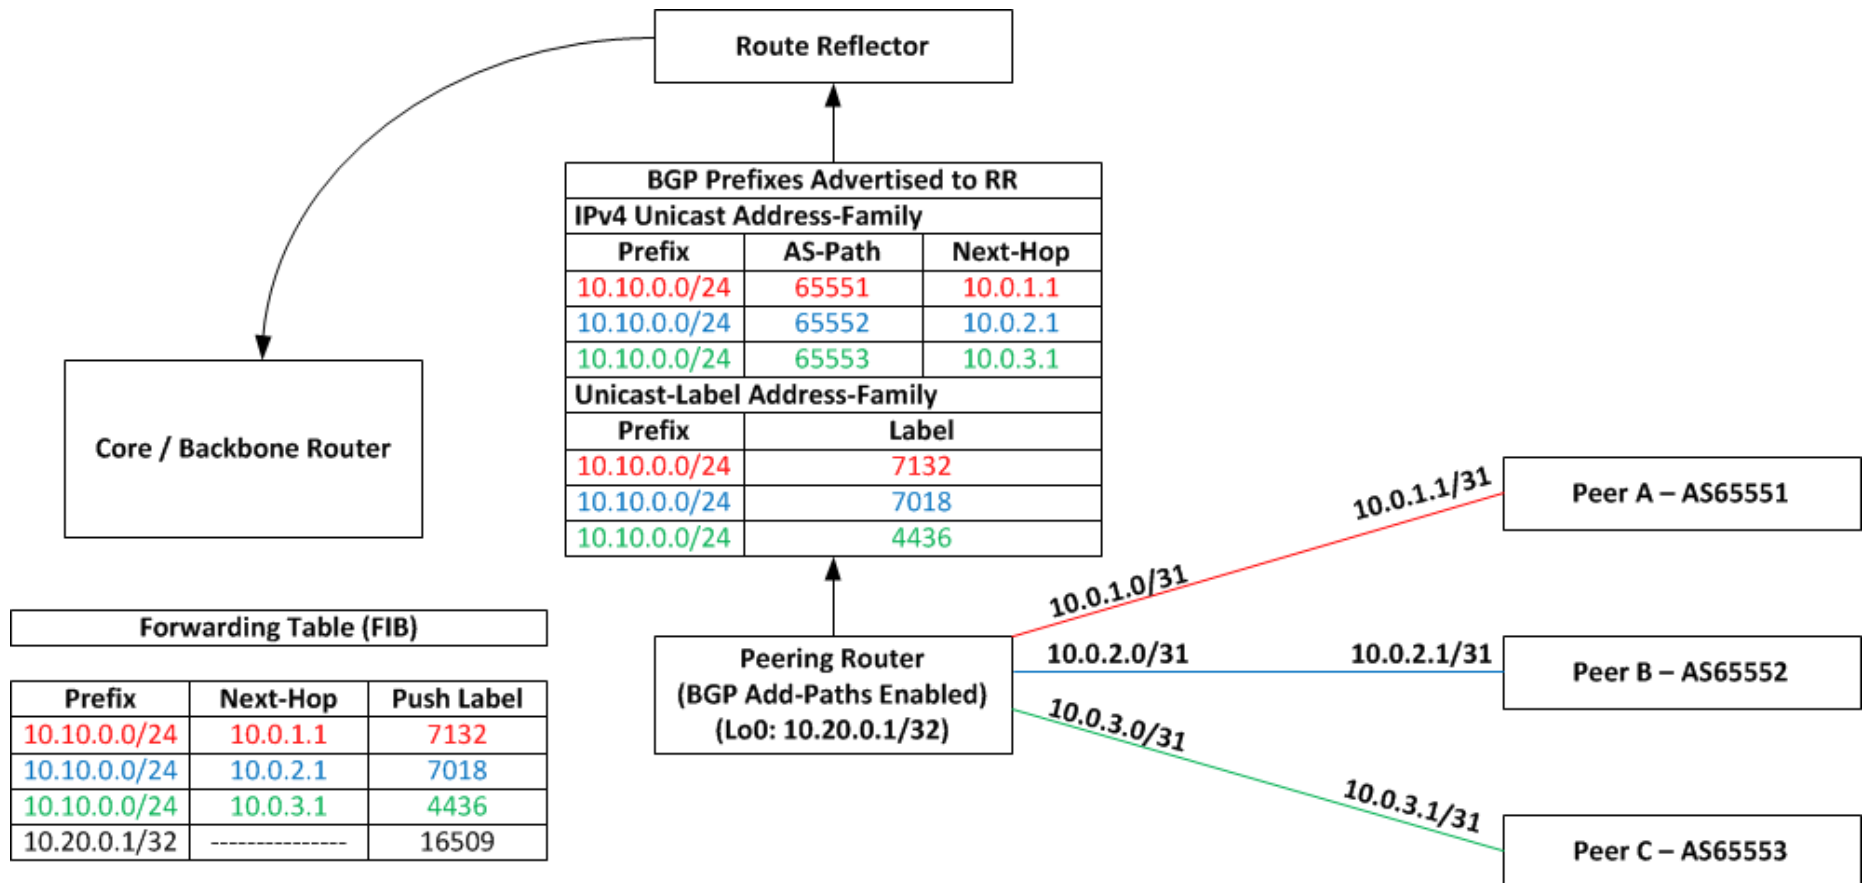 Route Reflector
BGP Prefixes Advertised to RR
IPv4 Unicast Address-Family
Prefix AS-Path Next-Hop
10.10.0.0/24 65551 10.0.1.1
10.10.0.0/24 65552 10.0.2.1
10.10.0.0/24 65553 10.0.3.1
Unicast-Label Address-Family
Prefix Label
10.10.0.0/24 7132
10.10.0.0/24 7018
10.10.0.0/24 4436
Core / Backbone Router
Forwarding Table (FIB)
Prefix Next-Hop Push Label
10.10.0.0/24 10.0.1.1 7132
10.10.0.0/24 10.0.2.1 7018
10.10.0.0/24 10.0.3.1 4436
10.20.0.1/32 --------------- 16509
Peering Router
(BGP Add-Paths Enabled)
(Lo0: 10.20.0.1/32)
10.0.1.0/31
10.0.1.1/31
Peer A – AS65551
10.0.2.0/31
10.0.2.1/31
Peer B – AS65552
10.0.3.0/31
10.0.3.1/31
Peer C – AS65553